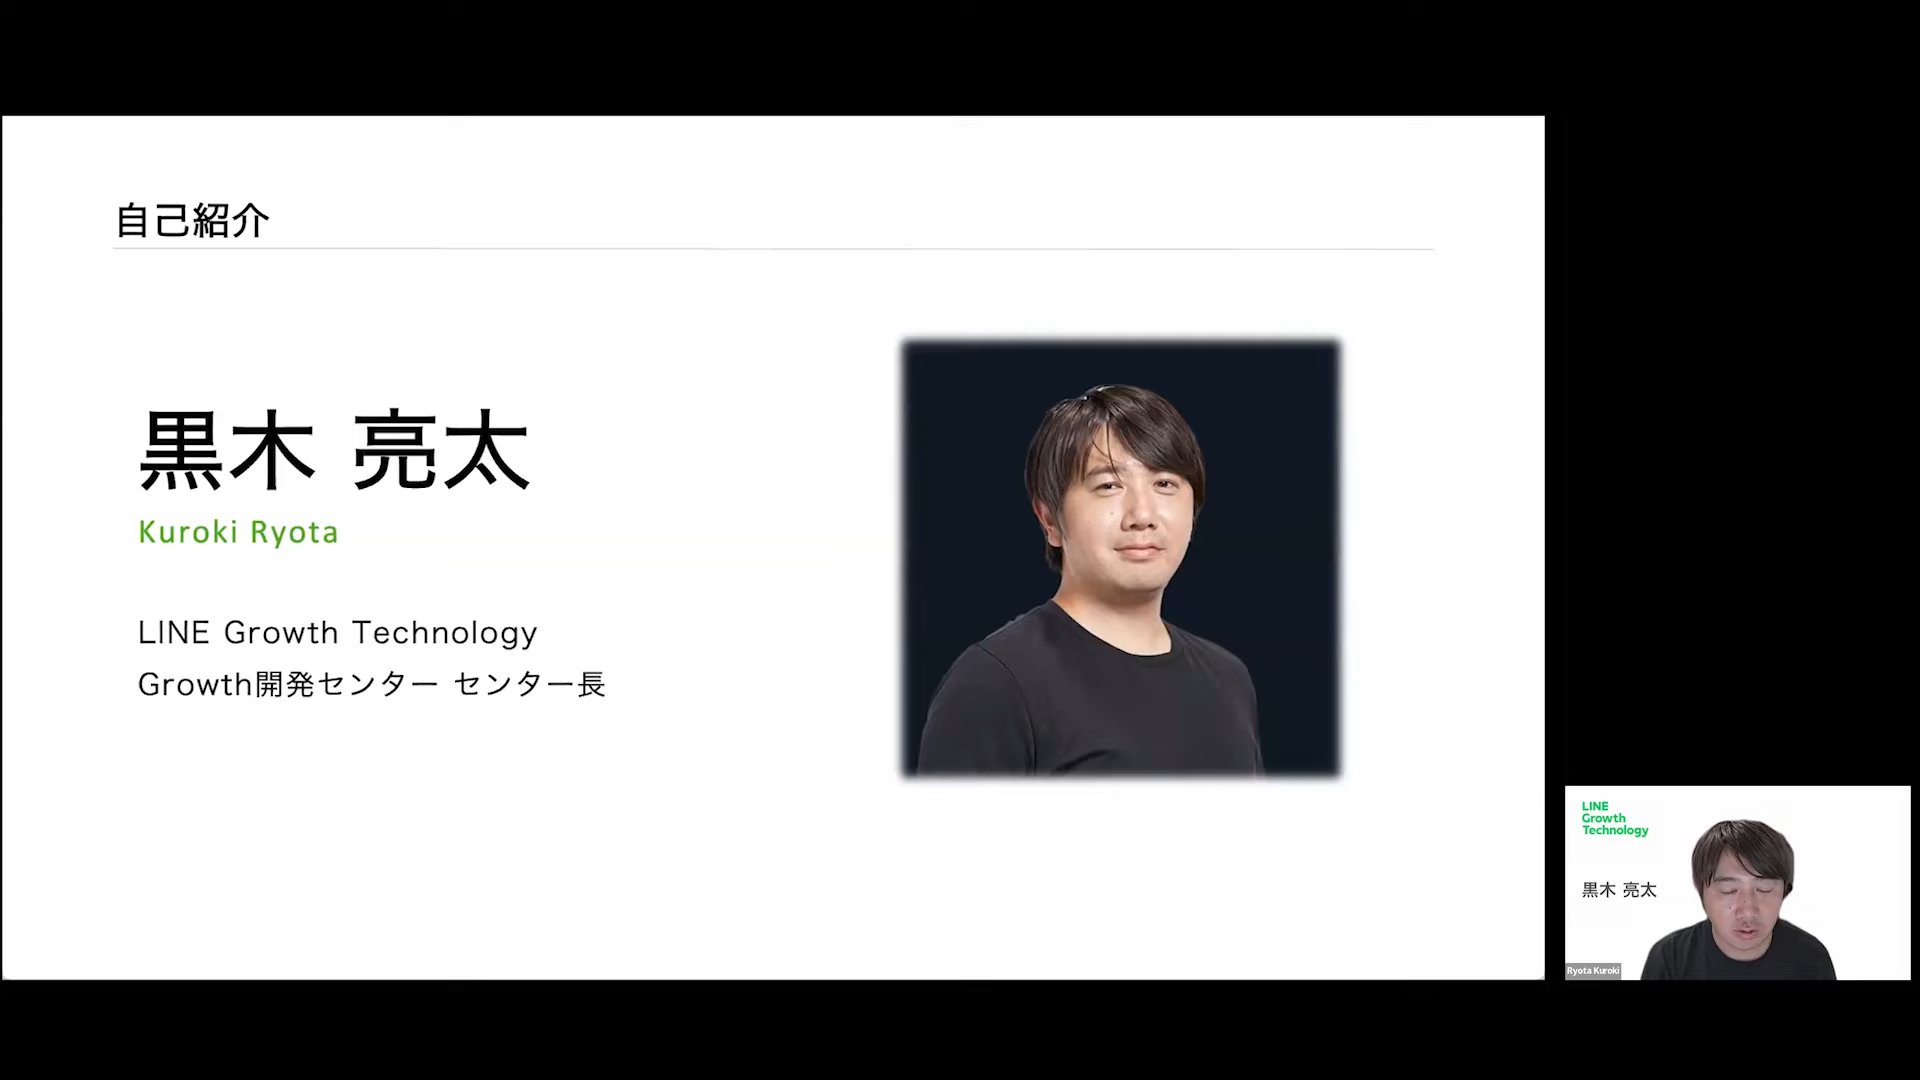 自己紹介
黒木 亮太
Kuroki Ryota
LINE Growth Technology
Growth開発センター センター長
LINE
Growth
Technology
黒木 亮太
Ryota Kuroki